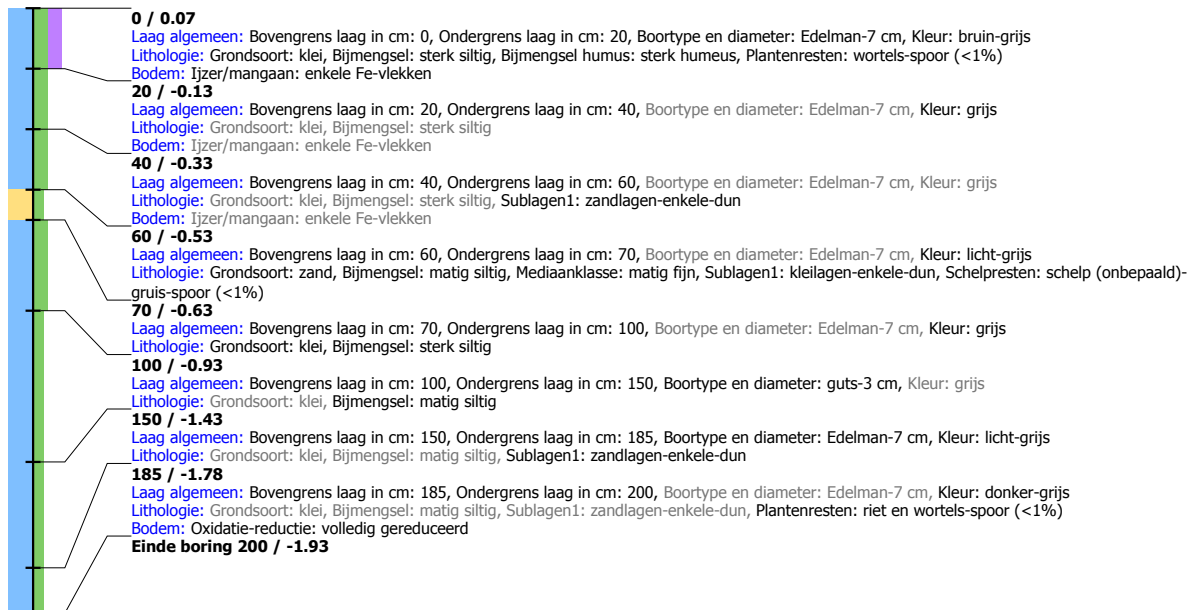 0 / 0.07
Laag algemeen: Bovengrens laag in cm: 0, Ondergrens laag in cm: 20, Boortype en diameter: Edelman-7 cm, Kleur: bruin-grijs
Lithologie: Grondsoort: klei, Bijmengsel: sterk siltig, Bijmengsel humus: sterk humeus, Plantenresten: wortels-spoor (<1%)
Bodem: Ijzer/mangaan: enkele Fe-vlekken
20 / -0.13
Laag algemeen: Bovengrens laag in cm: 20, Ondergrens laag in cm: 40, Boortype en diameter: Edelman-7 cm, Kleur: grijs
Lithologie: Grondsoort: klei, Bijmengsel: sterk siltig
Bodem: Ijzer/mangaan: enkele Fe-vlekken
40 / -0.33
Laag algemeen: Bovengrens laag in cm: 40, Ondergrens laag in cm: 60, Boortype en diameter: Edelman-7 cm, Kleur: grijs
Lithologie: Grondsoort: klei, Bijmengsel: sterk siltig, Sublagen1: zandlagen-enkele-dun
Bodem: Ijzer/mangaan: enkele Fe-vlekken
60 / -0.53
Laag algemeen: Bovengrens laag in cm: 60, Ondergrens laag in cm: 70, Boortype en diameter: Edelman-7 cm, Kleur: licht-grijs
Lithologie: Grondsoort: zand, Bijmengsel: matig siltig, Mediaanklasse: matig fijn, Sublagen1: kleilagen-enkele-dun, Schelpresten: schelp (onbepaald)-
gruis-spoor (<1%)
70 / -0.63
Laag algemeen: Bovengrens laag in cm: 70, Ondergrens laag in cm: 100, Boortype en diameter: Edelman-7 cm, Kleur: grijs
Lithologie: Grondsoort: klei, Bijmengsel: sterk siltig
100 / -0.93
Laag algemeen: Bovengrens laag in cm: 100, Ondergrens laag in cm: 150, Boortype en diameter: guts-3 cm, Kleur: grijs
Lithologie: Grondsoort: klei, Bijmengsel: matig siltig
150 / -1.43
Laag algemeen: Bovengrens laag in cm: 150, Ondergrens laag in cm: 185, Boortype en diameter: Edelman-7 cm, Kleur: licht-grijs
Lithologie: Grondsoort: klei, Bijmengsel: matig siltig, Sublagen1: zandlagen-enkele-dun
185 / -1.78
Laag algemeen: Bovengrens laag in cm: 185, Ondergrens laag in cm: 200, Boortype en diameter: Edelman-7 cm, Kleur: donker-grijs
Lithologie: Grondsoort: klei, Bijmengsel: matig siltig, Sublagen1: zandlagen-enkele-dun, Plantenresten: riet en wortels-spoor (<1%)
Bodem: Oxidatie-reductie: volledig gereduceerd
Einde boring 200 / -1.93